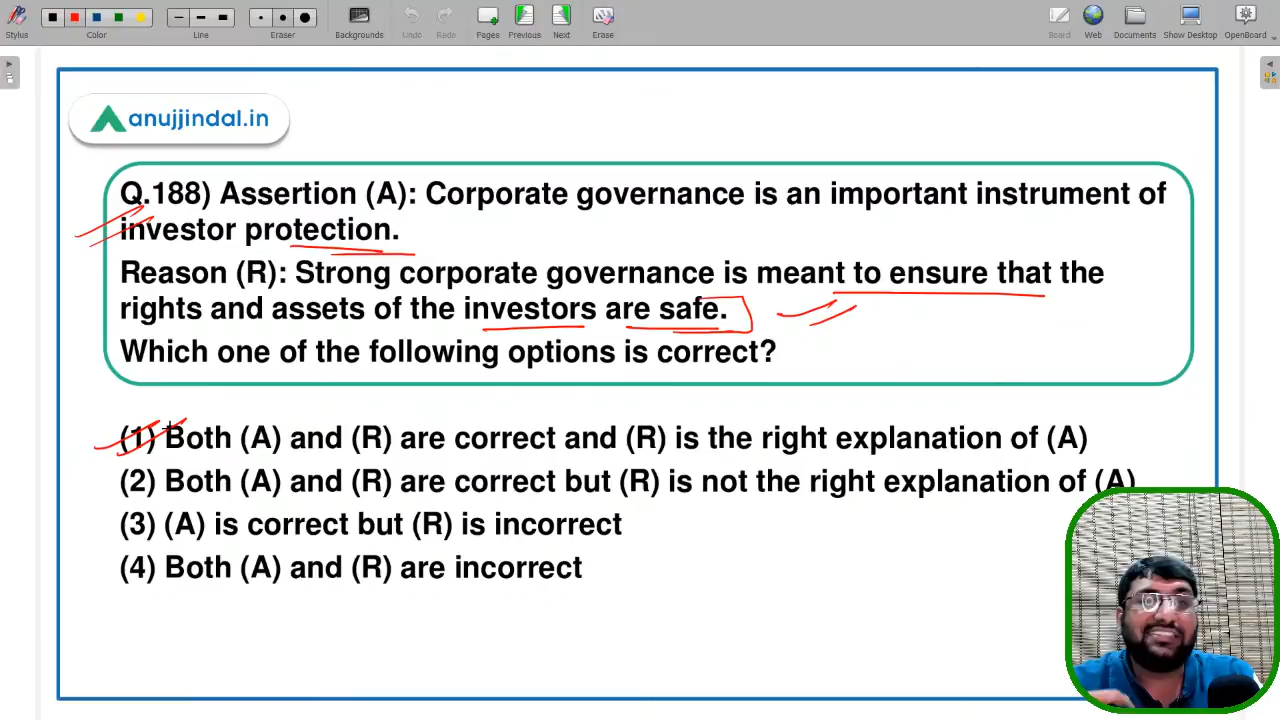 Stylus
Color
Line
Eraser
Backgrounds
Undo
Redo
Pages
Previous
Next
Erase
Board
Web
Documents
Show Desktop
OpenBoard
anujjindal.in
Q.188) Assertion (A): Corporate governance is an important instrument of
investor protection.
Reason (R): Strong corporate governance is meant to ensure that the
rights and assets of the investors are safe.
Which one of the following options is correct?
(1) Both (A) and (R) are correct and (R) is the right explanation of (A)
(2) Both (A) and (R) are correct but (R) is not the right explanation of (A)
(3) (A) is correct but (R) is incorrect
(4) Both (A) and (R) are incorrect